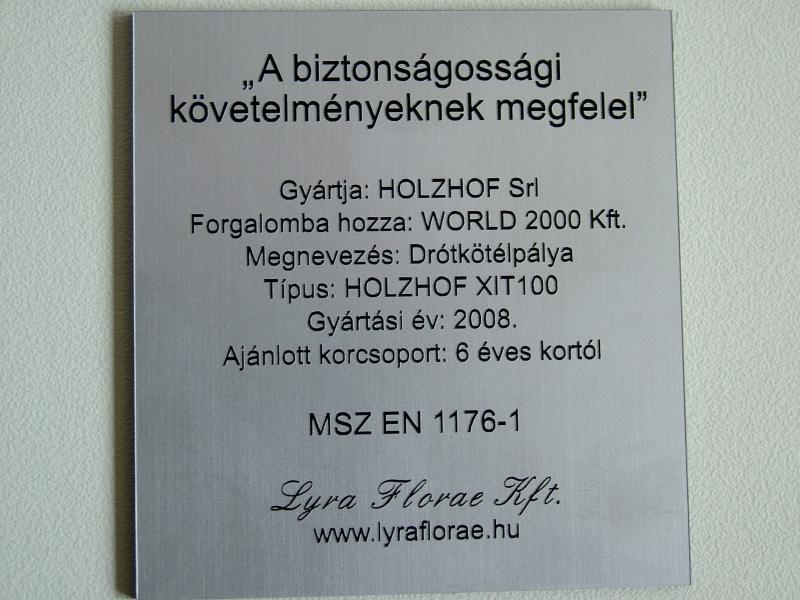 „A biztonságossági
követelményeknek megfelel”
Gyártja: HOLZHOF Srl
Forgalomba hozza: WORLD 2000 Kft.
Megnevezés: Drótkötélpálya
Típus: HOLZHOF XIT100
Gyártási év: 2008.
Ajánlott korcsoport: 6 éves kortól
MSZ EN 1176-1
Lyra Florae Kft.
www.lyraflorae.hu